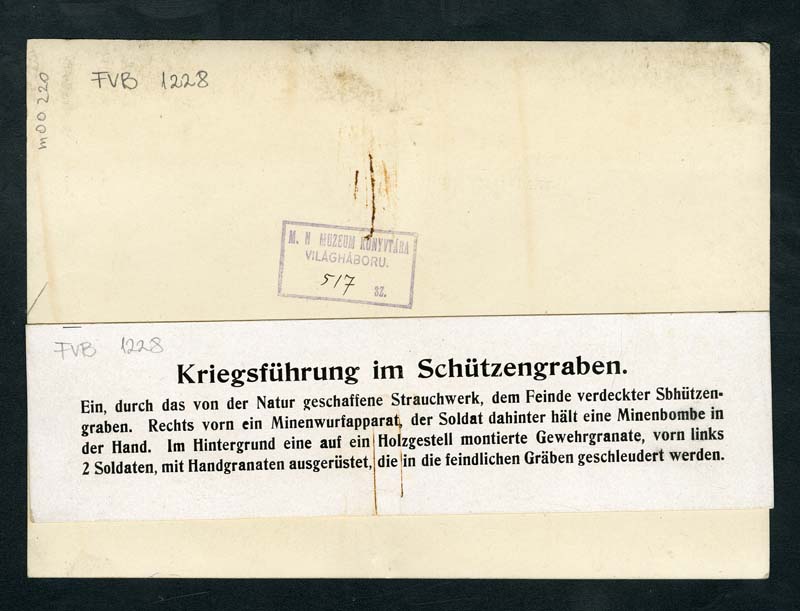 FVB 1228
m00 220
M. N MUZEUM KÖNYVTÁRA
VILÁGHÁBORU.
517 SZ.
FVB 1228
Kriegsführung im Schützengraben.
Ein, durch das von der Natur geschaffene Strauchwerk, dem Feinde verdeckter Sbhützen-
graben. Rechts vorn ein Minenwurfapparat, der Soldat dahinter hält eine Minenbombe in
der Hand. Im Hintergrund eine auf ein Holzgestell montierte Gewehrgranate, vorn links
2 Soldaten, mit Handgranaten ausgerüstet, die in die feindlichen Gräben geschleudert werden.